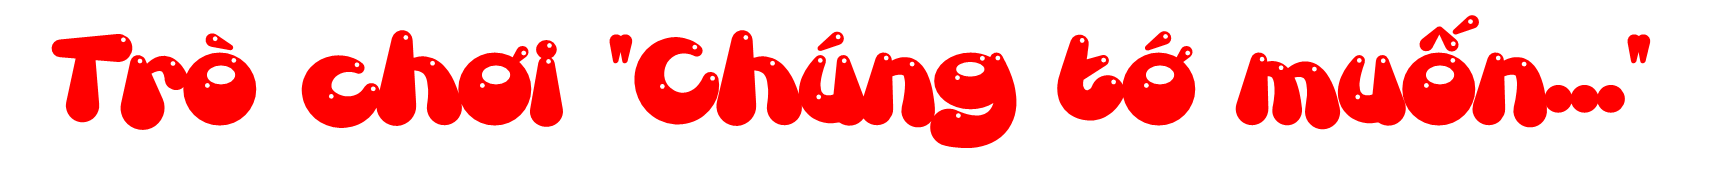 Trò chơi "Chúng tớ muốn..."